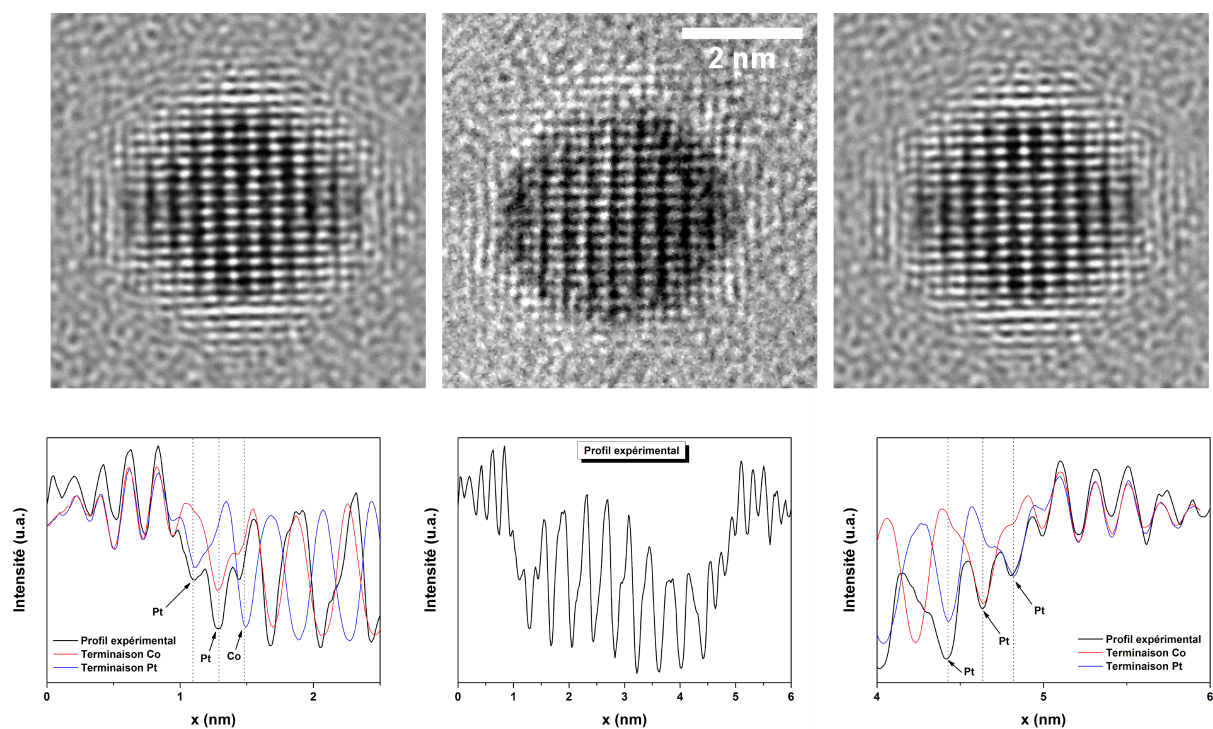 2 nm
Intensité (u.a.)
Pt
Pt
Co
Profil expérimental
Terminaison Co
Terminaison Pt
0
1
2
x (nm)
Intensité (u.a.)
Profil expérimental
0
1
2
3
4
5
6
x (nm)
Intensité (u.a.)
Pt
Pt
Pt
Profil expérimental
Terminaison Co
Terminaison Pt
4
5
6
x (nm)